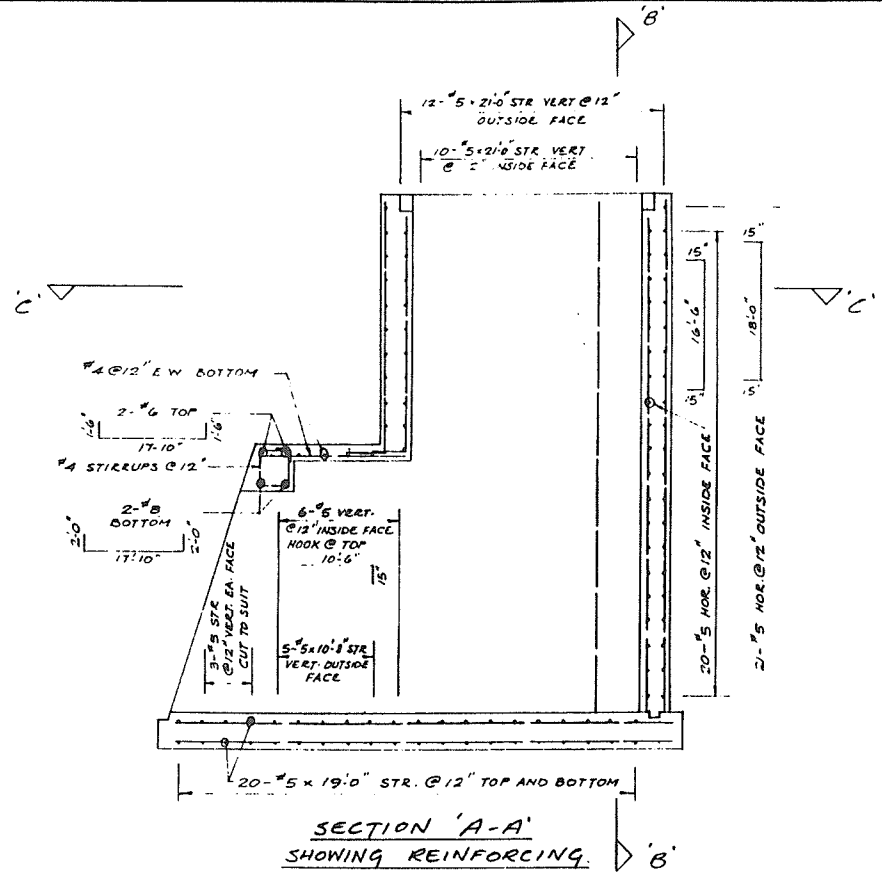 'B'
12-#5 x 21'-0" STR VERT @ 12"
OUTSIDE FACE
10-#5 x 21'-0" STR VERT
@ 2" INSIDE FACE
'C'
'C'
15"
16'-6"
15"
15"
18'-0"
15"
#4 @ 12" E W BOTTOM
2-#6 TOP
1'-6"
17'-10"
1'-6"
#4 STIRRUPS @ 12"
2-#8
BOTTOM
2'-0"
17'-10"
2'-0"
6-#5 VERT.
@ 12" INSIDE FACE
HOOK @ TOP
10'-6"
15"
3-#5 STR
@ 12" VERT. EA. FACE
CUT TO SUIT
5-#5 x 10'-8" STR
VERT. OUTSIDE
FACE
20-#5 HOR. @ 12" INSIDE FACE
21-#5 HOR. @ 12" OUTSIDE FACE
20-#5 x 19'-0" STR. @ 12" TOP AND BOTTOM
SECTION 'A-A'
SHOWING REINFORCING.
'B'